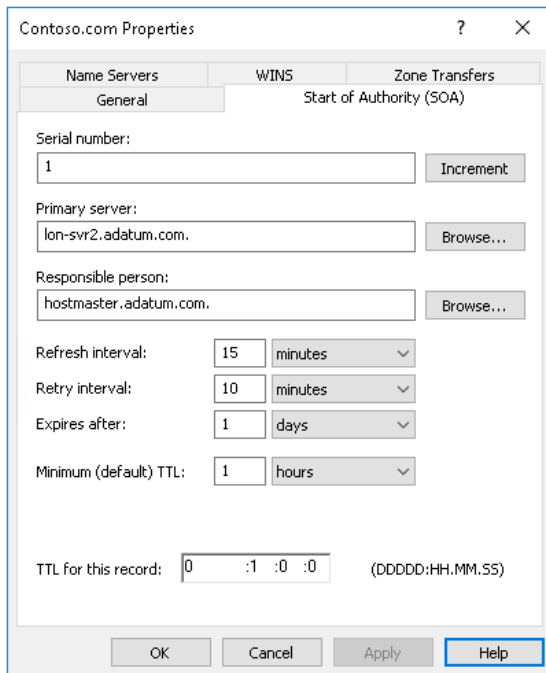 Contoso.com Properties ? X
Name Servers WINS Zone Transfers
General Start of Authority (SOA)
Serial number:
1 Increment
Primary server:
lon-svr2.adatum.com. Browse...
Responsible person:
hostmaster.adatum.com. Browse...
Refresh interval: 15 minutes
Retry interval: 10 minutes
Expires after: 1 days
Minimum (default) TTL: 1 hours
TTL for this record: 0 :1 :0 :0 (DDDDD:HH.MM.SS)
OK Cancel Apply Help